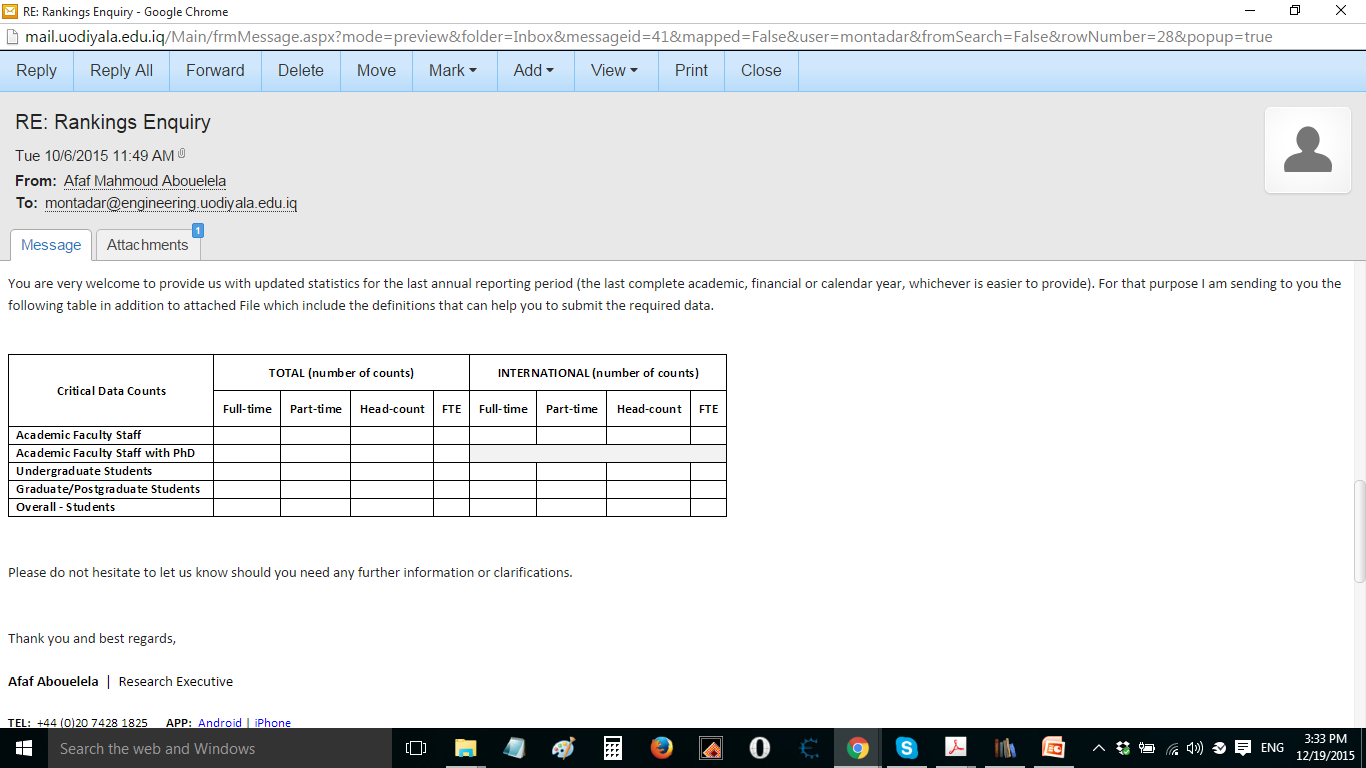 RE: Rankings Enquiry - Google Chrome
mail.uodiyala.edu.iq/Main/frmMessage.aspx?mode=preview&folder=Inbox&messageid=41&mapped=False&user=montadar&fromSearch=False&rowNumber=28&popup=true
Reply Reply All Forward Delete Move Mark Add View Print Close
RE: Rankings Enquiry
Tue 10/6/2015 11:49 AM
From: Afaf Mahmoud Abouelela
To: montadar@engineering.uodiyala.edu.iq
Message Attachments 1
You are very welcome to provide us with updated statistics for the last annual reporting period (the last complete academic, financial or calendar year, whichever is easier to provide). For that purpose I am sending to you the
following table in addition to attached File which include the definitions that can help you to submit the required data.
Critical Data Counts
TOTAL (number of counts) INTERNATIONAL (number of counts)
Full-time Part-time Head-count FTE Full-time Part-time Head-count FTE
Academic Faculty Staff
Academic Faculty Staff with PhD
Undergraduate Students
Graduate/Postgraduate Students
Overall - Students
Please do not hesitate to let us know should you need any further information or clarifications.
Thank you and best regards,
Afaf Abouelela | Research Executive
TEL: +44 (0)20 7428 1825 APP: Android | iPhone
Search the web and Windows
ENG
3:33 PM
12/19/2015